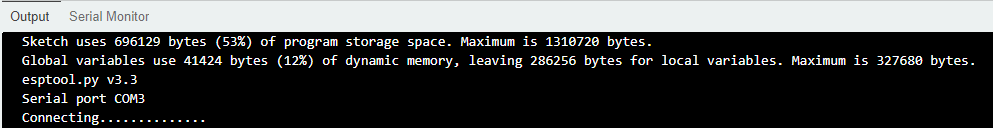 Output Serial Monitor
Sketch uses 696129 bytes (53%) of program storage space. Maximum is 1310720 bytes.
Global variables use 41424 bytes (12%) of dynamic memory, leaving 286256 bytes for local variables. Maximum is 327680 bytes.
esptool.py v3.3
Serial port COM3
Connecting..............